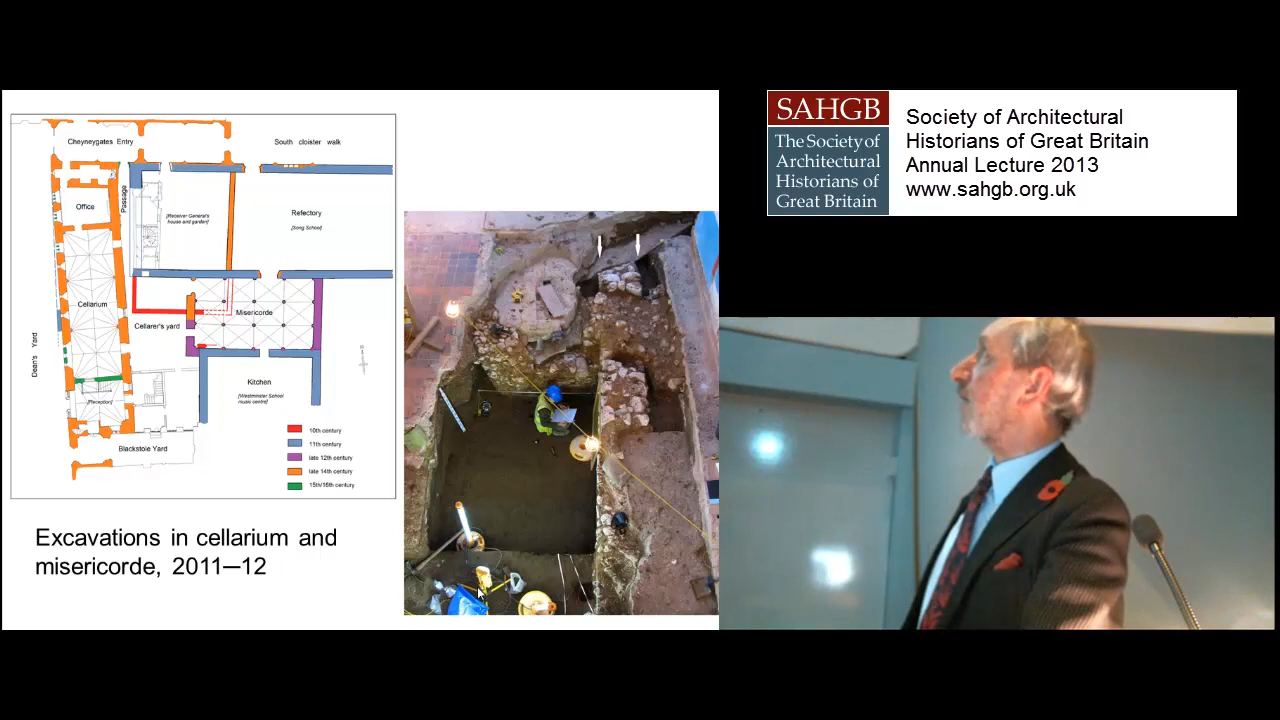 Cheyneygates Entry
South cloister walk
Passage
Office
[Receiver General's
house and garden]
Refectory
[Song School]
Cellarium
Misericorde
Cellarer's yard
Dean's Yard
Kitchen
[Westminster School
music centre]
[Reception]
Blackstole Yard
N
10th century
11th century
late 12th century
late 14th century
15th/16th century
Excavations in cellarium and
misericorde, 2011—12
SAHGB
The Society of
Architectural
Historians of
Great Britain
Society of Architectural
Historians of Great Britain
Annual Lecture 2013
www.sahgb.org.uk